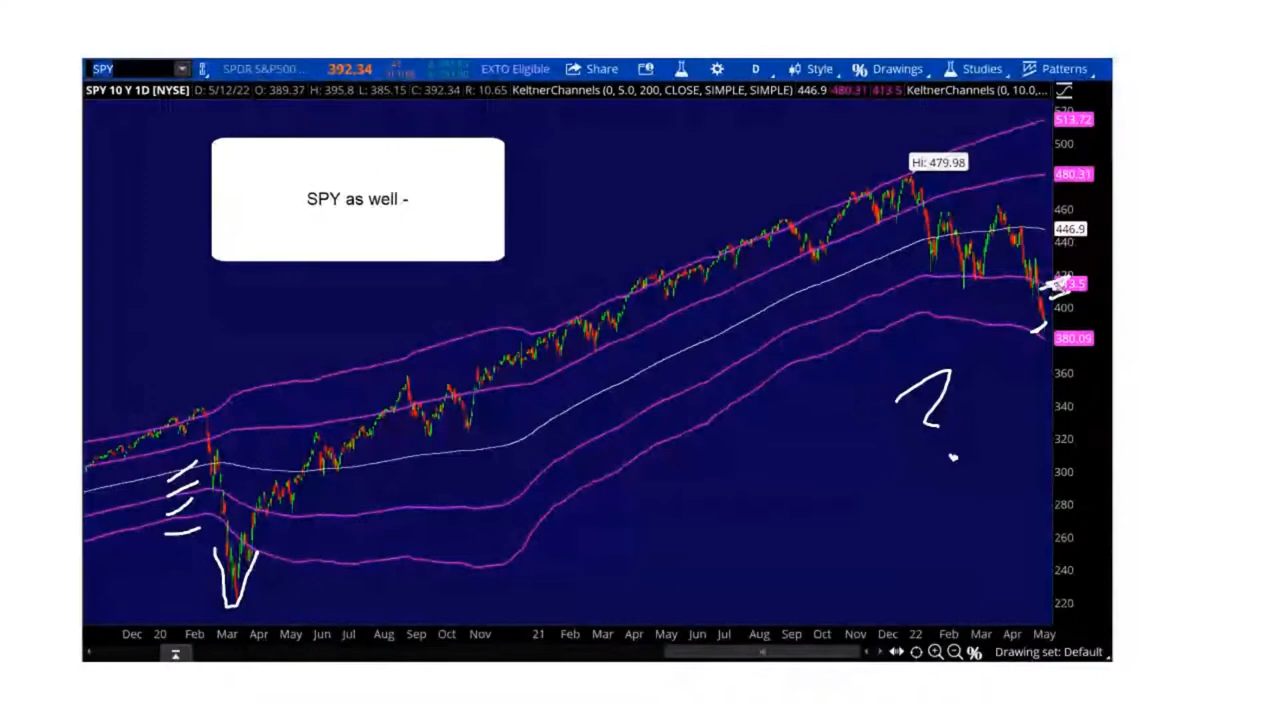 SPY
SPDR S&P500 ...
392.34
EXTO Eligible
Share
D
Style
% Drawings
Studies
Patterns
SPY 10 Y 1D [NYSE] D: 5/12/22 O: 389.37 H: 395.8 L: 385.15 C: 392.34 R: 10.65 KeltnerChannels (0, 5.0, 200, CLOSE, SIMPLE, SIMPLE) 446.9 480.31 413.5 KeltnerChannels (0, 10.0,...
SPY as well -
Hi: 479.98
513.72
500
480.31
460
446.9
440
420
400
380.09
360
340
320
300
280
260
240
220
?
Dec 20 Feb Mar Apr May Jun Jul Aug Sep Oct Nov 21 Feb Mar Apr May Jun Jul Aug Sep Oct Nov Dec 22 Feb Mar Apr May
% Drawing set: Default